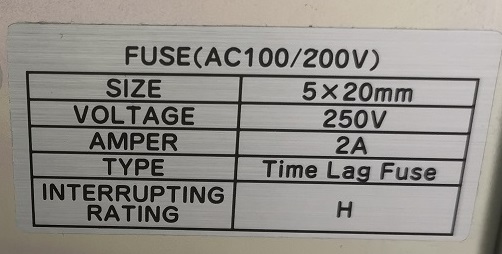 FUSE(AC100/200V)
SIZE 5×20mm
VOLTAGE 250V
AMPER 2A
TYPE Time Lag Fuse
INTERRUPTING RATING H